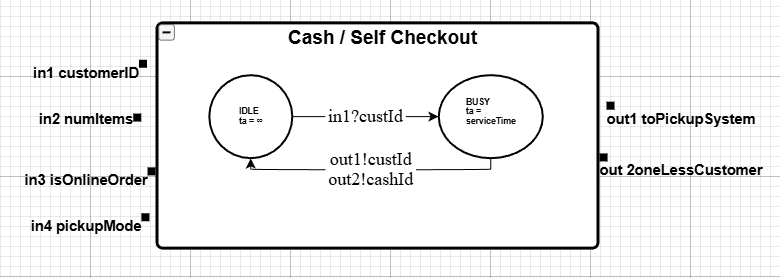 Cash / Self Checkout
in1 customerID
in2 numItems
in3 isOnlineOrder
in4 pickupMode
IDLE
ta = ∞
in1?custId
BUSY
ta =
serviceTime
out1!custId
out2!cashId
out1 toPickupSystem
out 2oneLessCustomer